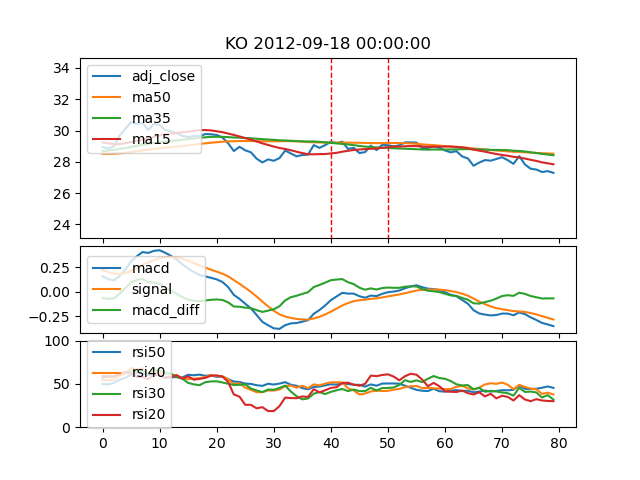 KO 2012-09-18 00:00:00
34
32
30
28
26
24
adj_close
ma50
ma35
ma15
0.25
0.00
−0.25
macd
signal
macd_diff
100
50
0
rsi50
rsi40
rsi30
rsi20
0 10 20 30 40 50 60 70 80